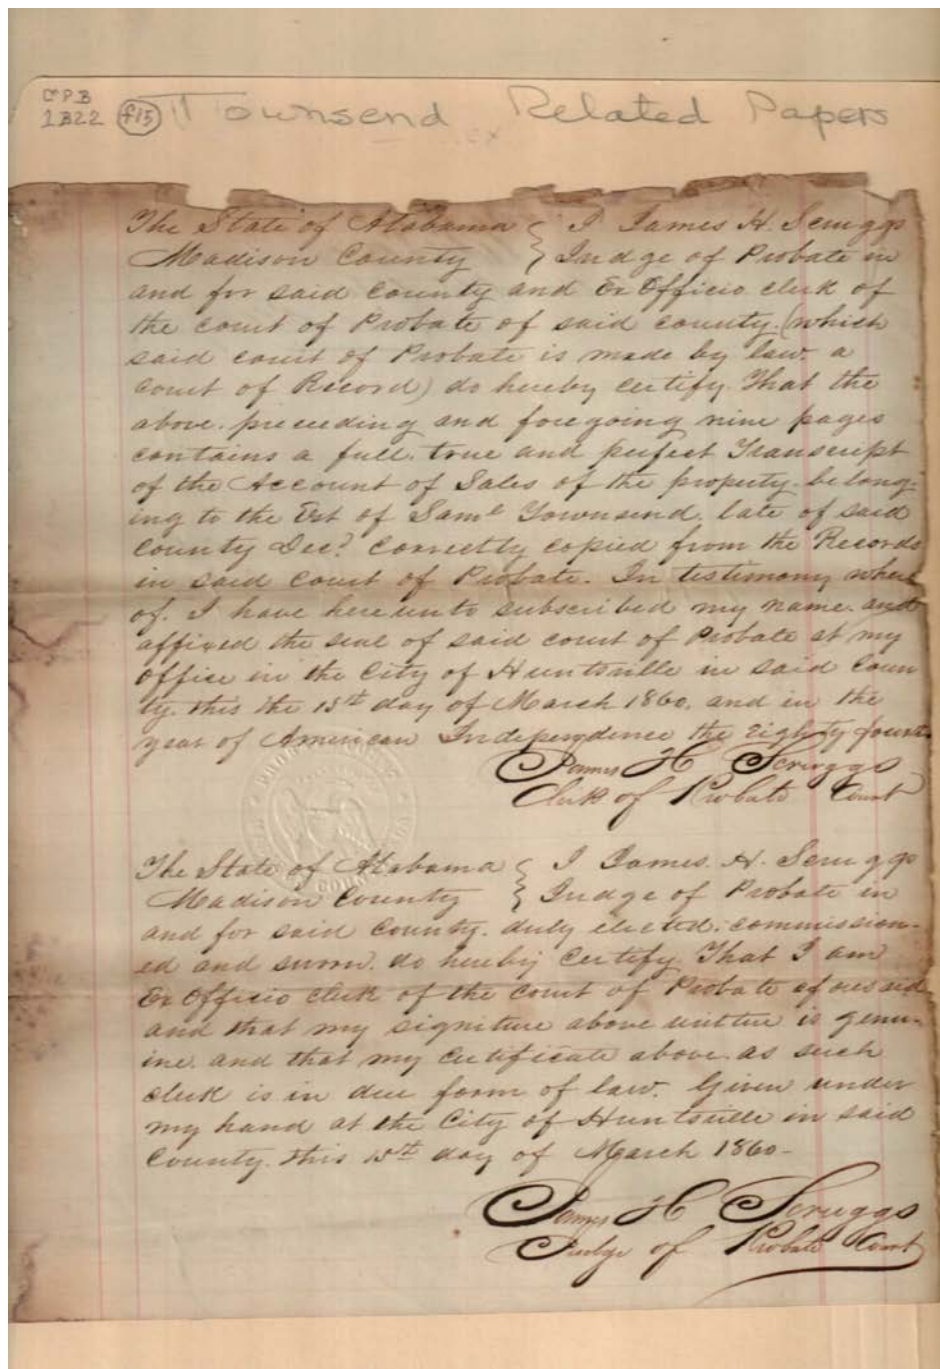 CPB
1B22 f15 Townsend Related Papers
The State of Alabama { I James H. Scruggs
Madison County } Judge of Probate in
and for said County and Ex Officio clerk of
the court of Probate of said county. (which
said court of Probate is made by law. a
court of Record) do hereby certify. That the
above. preceeding and foregoing nine pages
contains a full. true and perfect Transcript
of the Account of Sales of the property belong-
ing to the Est of Saml Townsend. late of said
County Decd correctly copied from the Records
in said Court of Probate. In testimony where
of. I have hereunto subscribed my name. and
affixed the seal of said court of Probate at my
office in the City of Huntsville in said Coun
ty. this the 15th day of March 1860. and in the
year of American Independence the Eighty fourth
James H Scruggs
Clerk of Probate Court
The State of Alabama { I James. H. Scruggs
Madison County } Judge of Probate in
and for said County. duly elected. commission-
ed and sworn. do hereby Certify That I am
Ex Officio clerk of the court of Probate aforesaid
and that my signiture above written is genu-
ine. and that my Certificate above. as such
clerk is in due form of law. Given under
my hand at the City of Huntsville in said
County. this 15th day of March 1860-
James H Scruggs
Judge of Probate Court